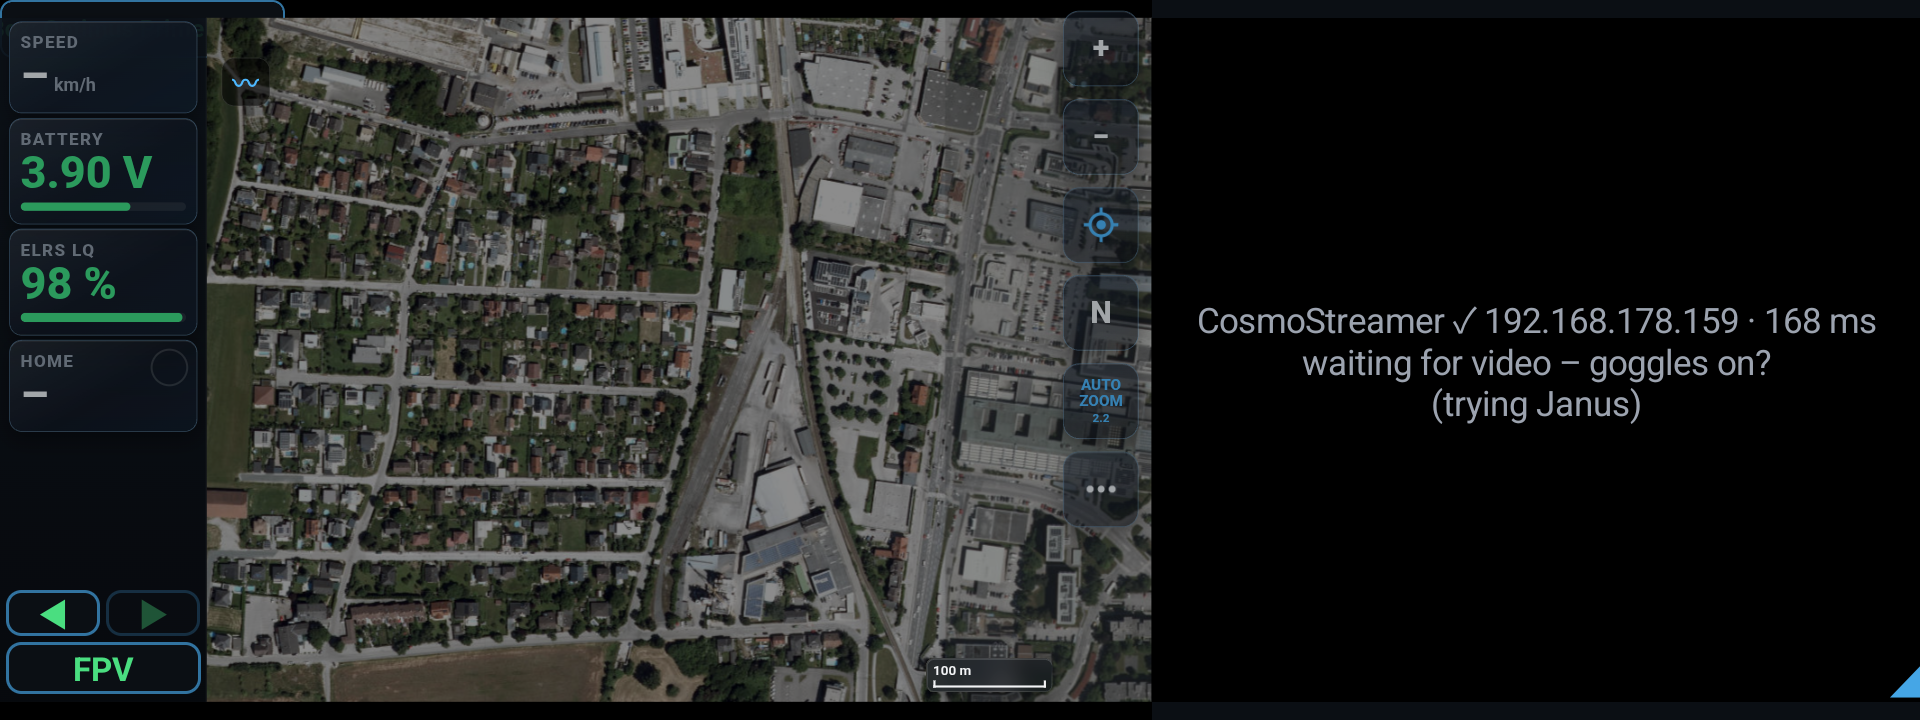 SPEED
– km/h
BATTERY
3.90 V
ELRS LQ
98 %
HOME
–
FPV
+
–
N
AUTO
ZOOM
2.2
100 m
CosmoStreamer ✓ 192.168.178.159 · 168 ms
waiting for video – goggles on?
(trying Janus)